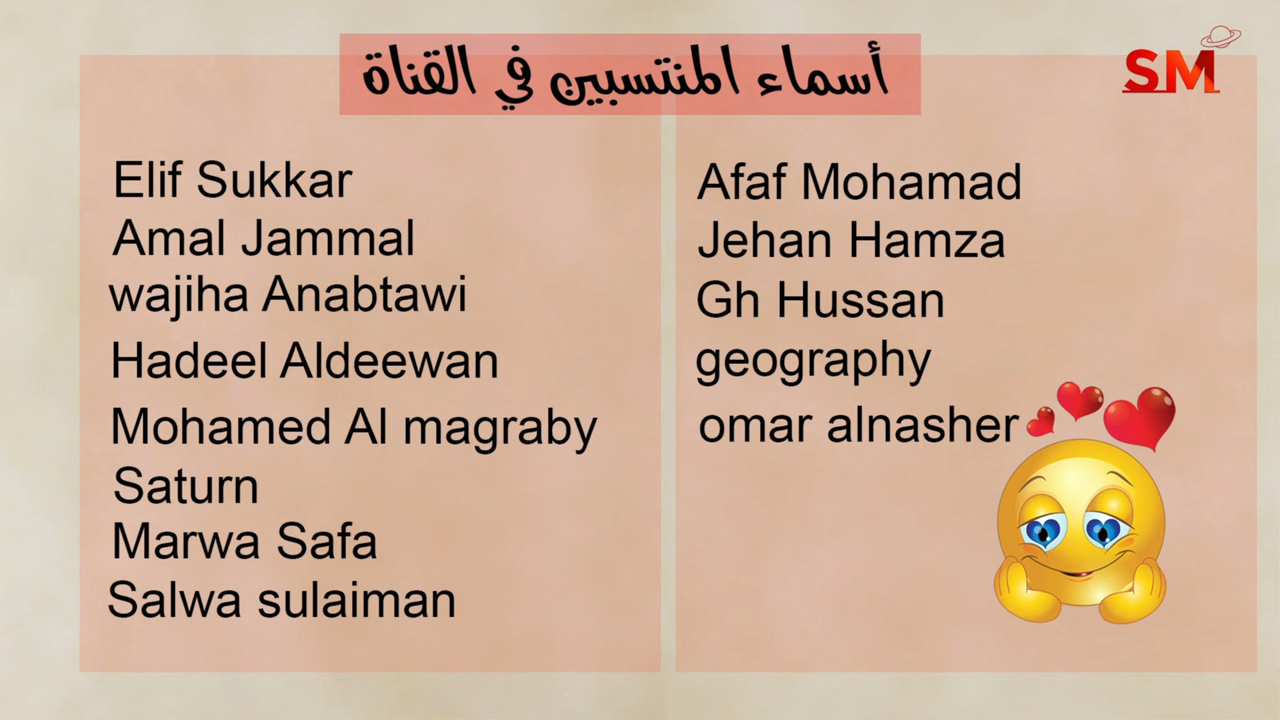 أسماء المنتسبين في القناة
SM
Elif Sukkar
Amal Jammal
wajiha Anabtawi
Hadeel Aldeewan
Mohamed Al magraby
Saturn
Marwa Safa
Salwa sulaiman
Afaf Mohamad
Jehan Hamza
Gh Hussan
geography
omar alnasher